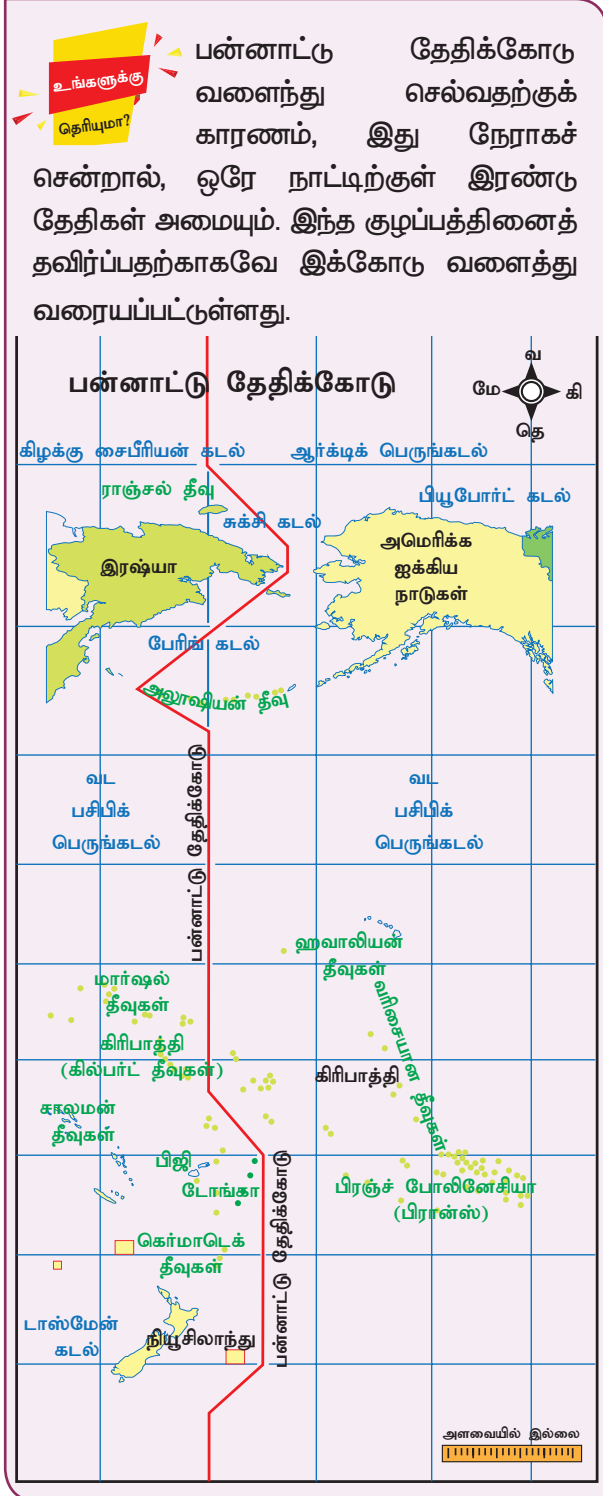 உங்களுக்கு
தெரியுமா?
பன்னாட்டு தேதிக்கோடு
வளைந்து செல்வதற்குக்
காரணம், இது நேராகச்
சென்றால், ஒரே நாட்டிற்குள் இரண்டு
தேதிகள் அமையும். இந்த குழப்பத்தினைத்
தவிர்ப்பதற்காகவே இக்கோடு வளைத்து
வரையப்பட்டுள்ளது.
பன்னாட்டு தேதிக்கோடு
வ
மே
கி
தெ
கிழக்கு சைபீரியன் கடல்
ஆர்க்டிக் பெருங்கடல்
ராஞ்சல் தீவு
சுக்சி கடல்
பியூபோர்ட் கடல்
இரஷ்யா
அமெரிக்க
ஐக்கிய
நாடுகள்
பேரிங் கடல்
அலூஷியன் தீவு
பன்னாட்டு தேதிக்கோடு
வட
பசிபிக்
பெருங்கடல்
வட
பசிபிக்
பெருங்கடல்
ஹவாலியன்
தீவுகள்
வரிசையான தீவுகள்
மார்ஷல்
தீவுகள்
கிரிபாத்தி
(கில்பர்ட் தீவுகள்)
கிரிபாத்தி
சாலமன்
தீவுகள்
பிஜி
டோங்கா
பன்னாட்டு தேதிக்கோடு
பிரஞ்ச் போலினேசியா
(பிரான்ஸ்)
கெர்மாடெக்
தீவுகள்
டாஸ்மேன்
கடல்
நியூசிலாந்து
அளவையில் இல்லை